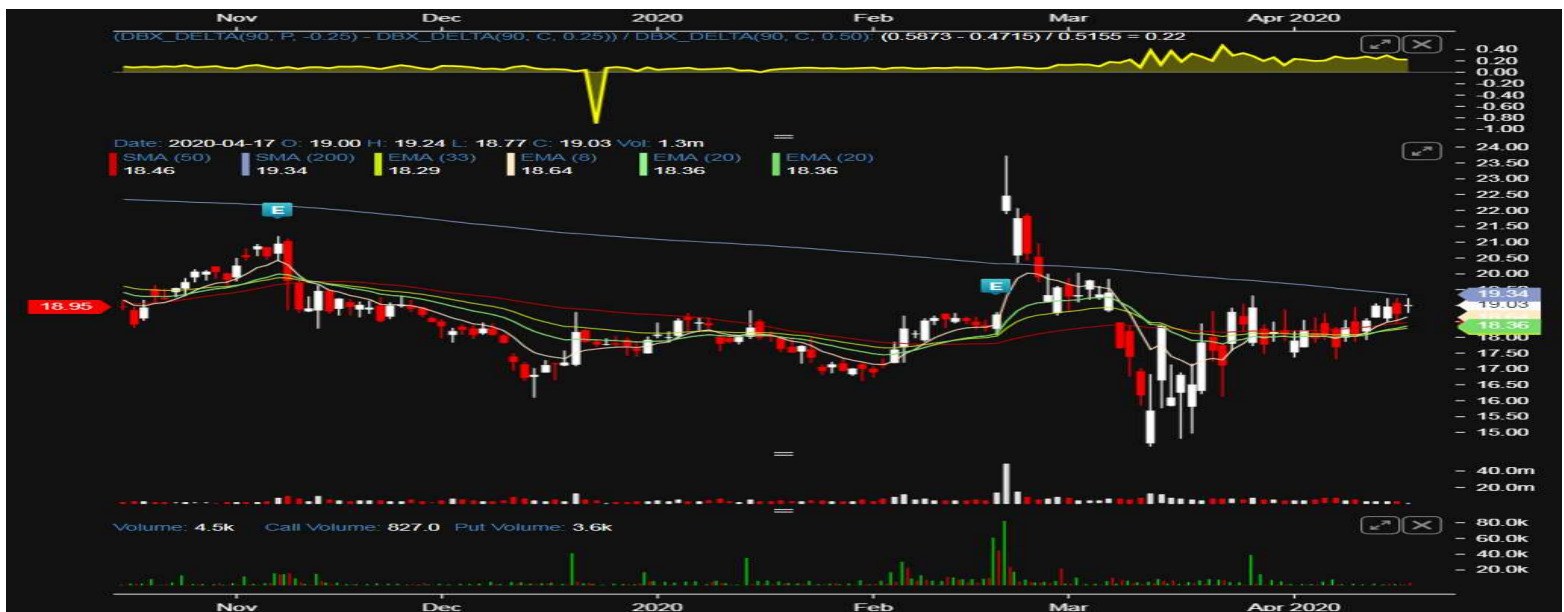 Nov Dec 2020 Feb Mar Apr 2020
(DBX_DELTA(90, P, -0.25) - DBX_DELTA(90, C, 0.25)) / DBX_DELTA(90, C, 0.50): (0.5873 - 0.4715) / 0.5155 = 0.22
0.40
0.20
0.00
-0.20
-0.40
-0.60
-0.80
-1.00
Date: 2020-04-17 O: 19.00 H: 19.24 L: 18.77 C: 19.03 Vol: 1.3m
SMA (50) SMA (200) EMA (33) EMA (8) EMA (20) EMA (20)
18.46 19.34 18.29 18.64 18.36 18.36
24.00
23.50
23.00
22.50
22.00
21.50
21.00
20.50
20.00
E
E
18.95
19.34
19.03
18.36
18.00
17.50
17.00
16.50
16.00
15.50
15.00
40.0m
20.0m
Volume: 4.5k Call Volume: 827.0 Put Volume: 3.6k
80.0k
60.0k
40.0k
20.0k
Nov Dec 2020 Feb Mar Apr 2020